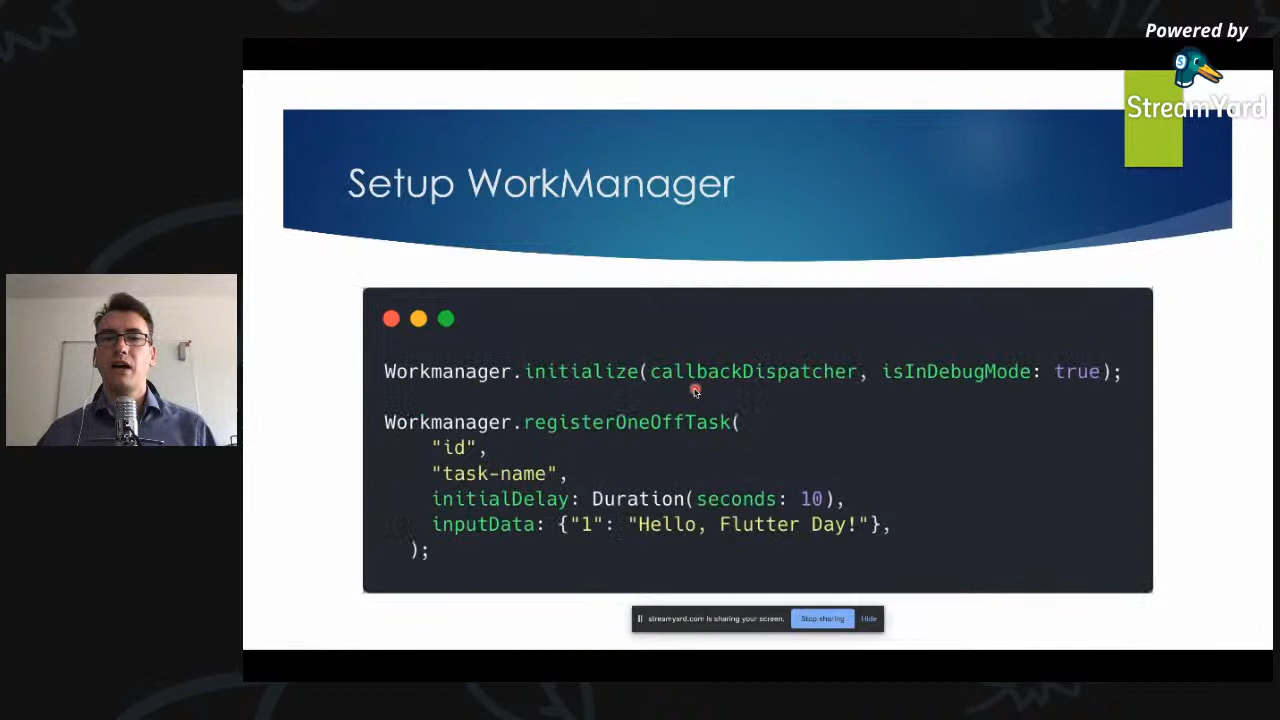 Powered by
StreamYard
Setup WorkManager
Workmanager.initialize(callbackDispatcher, isInDebugMode: true);
Workmanager.registerOneOffTask(
"id",
"task-name",
initialDelay: Duration(seconds: 10),
inputData: {"1": "Hello, Flutter Day!"},
);
streamyard.com is sharing your screen.
Stop sharing
Hide